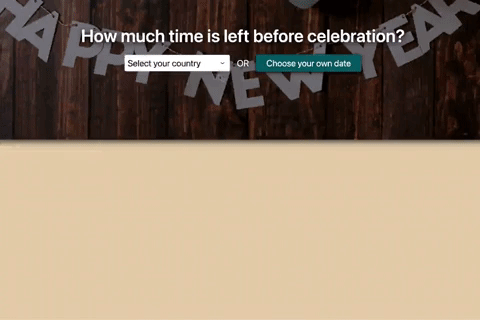 How much time is left before celebration?
Select your country OR Choose your own date
HAPPY NEW YEAR